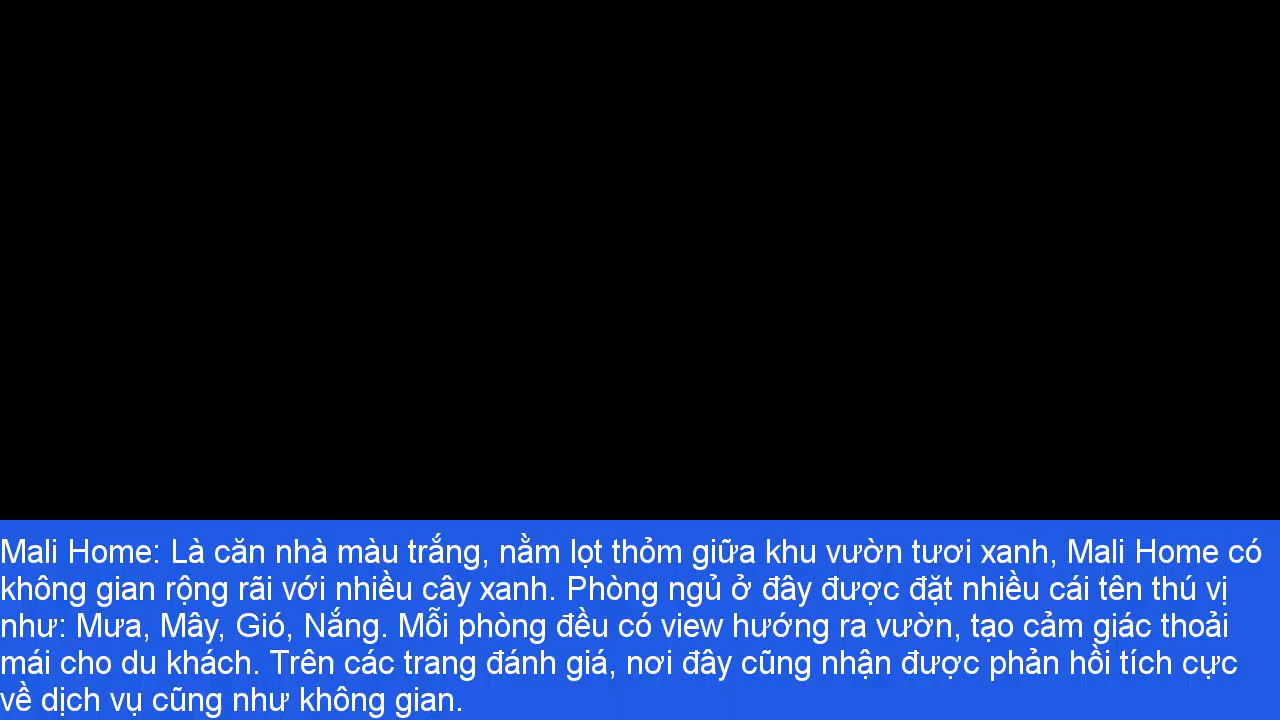 Mali Home: Là căn nhà màu trắng, nằm lọt thỏm giữa khu vườn tươi xanh, Mali Home có
không gian rộng rãi với nhiều cây xanh. Phòng ngủ ở đây được đặt nhiều cái tên thú vị
như: Mưa, Mây, Gió, Nắng. Mỗi phòng đều có view hướng ra vườn, tạo cảm giác thoải
mái cho du khách. Trên các trang đánh giá, nơi đây cũng nhận được phản hồi tích cực
về dịch vụ cũng như không gian.